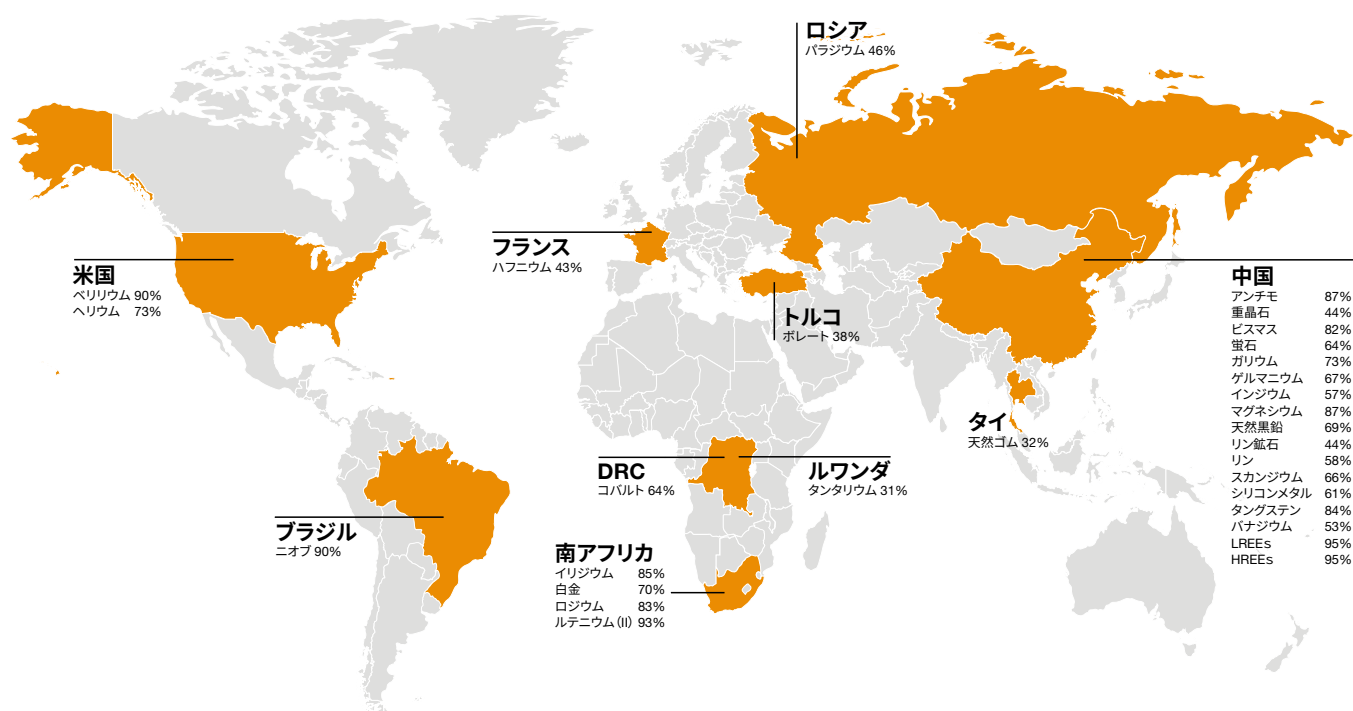 ロシア
パラジウム 46%
フランス
ハフニウム 43%
米国
ベリリウム 90%
ヘリウム 73%
トルコ
ボレート 38%
中国
アンチモ 87%
重晶石 44%
ビスマス 82%
蛍石 64%
ガリウム 73%
ゲルマニウム 67%
インジウム 57%
マグネシウム 87%
天然黒鉛 69%
リン鉱石 44%
リン 58%
スカンジウム 66%
シリコンメタル 61%
タングステン 84%
バナジウム 53%
LREEs 95%
HREEs 95%
タイ
天然ゴム 32%
DRC
コバルト 64%
ルワンダ
タンタリウム 31%
ブラジル
ニオブ 90%
南アフリカ
イリジウム 85%
白金 70%
ロジウム 83%
ルテニウム (II) 93%